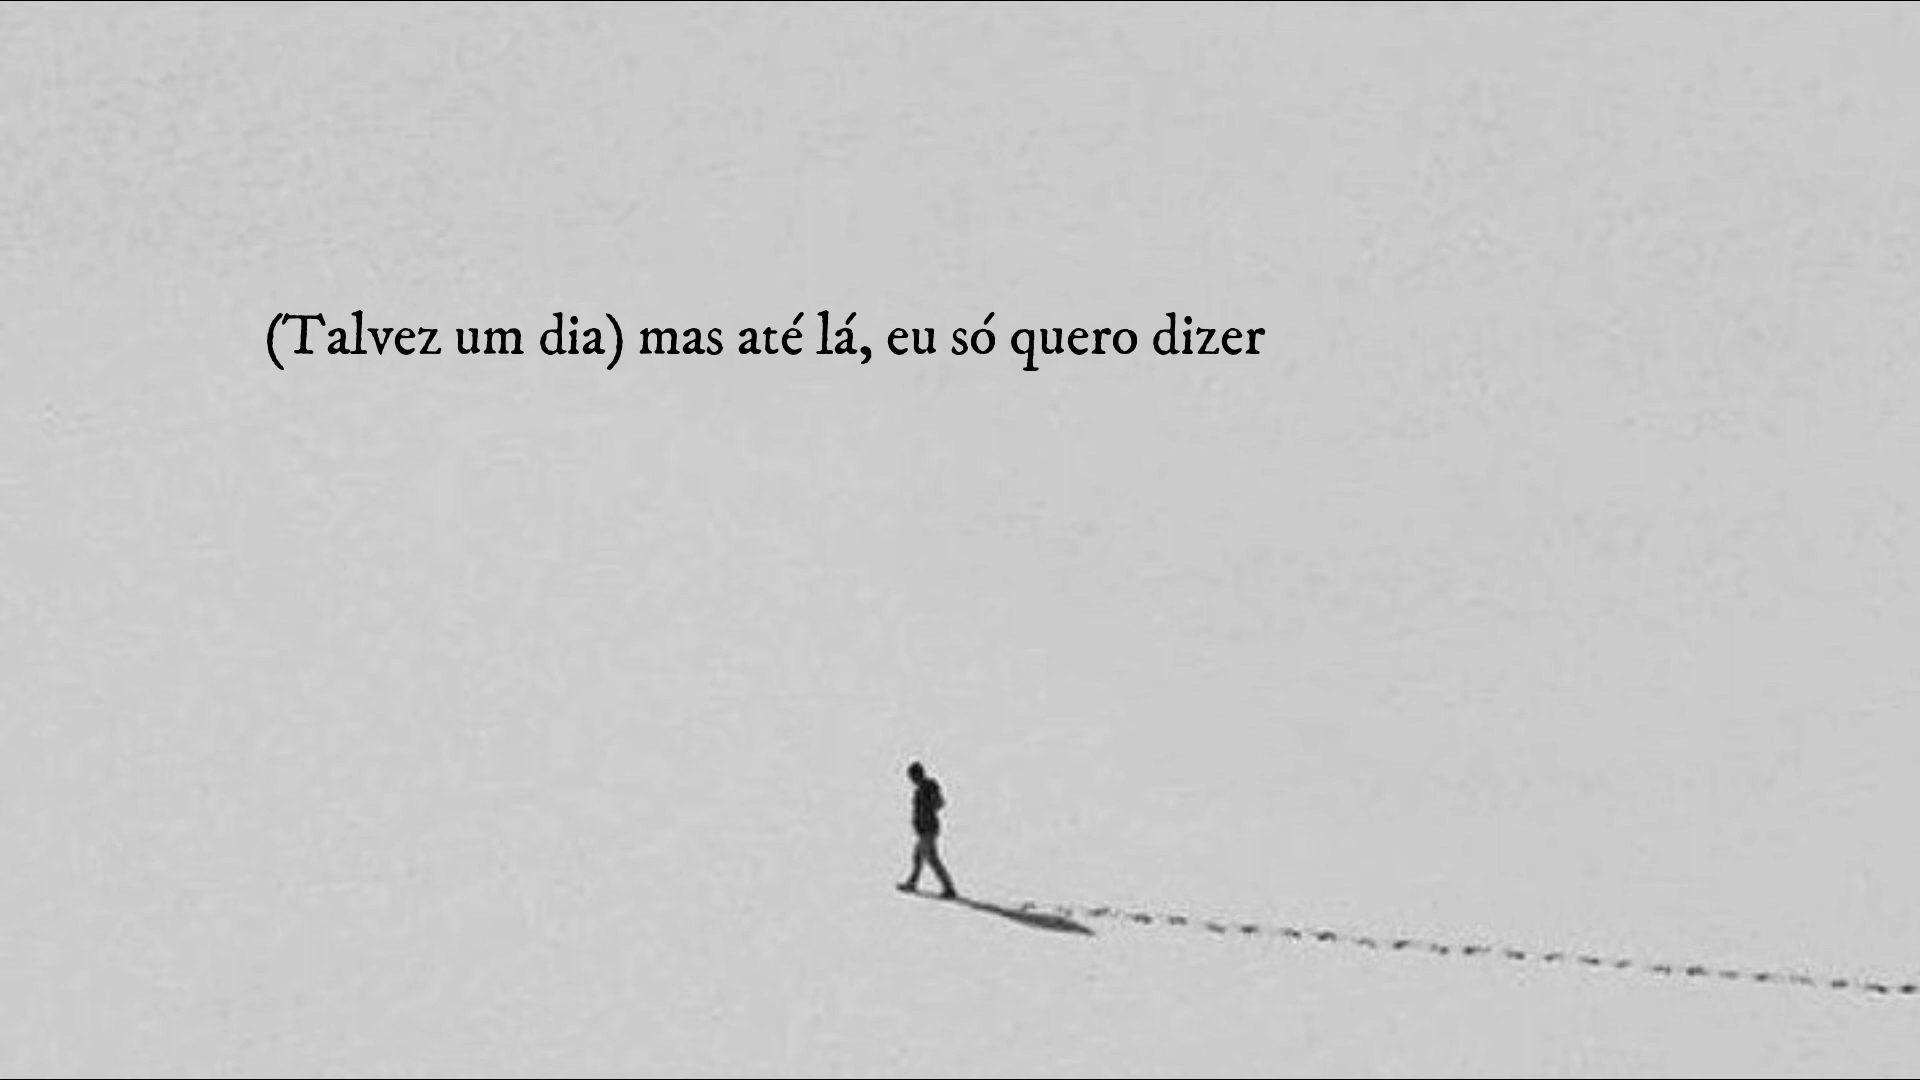 (Talvez um dia) mas até lá, eu só quero dizer